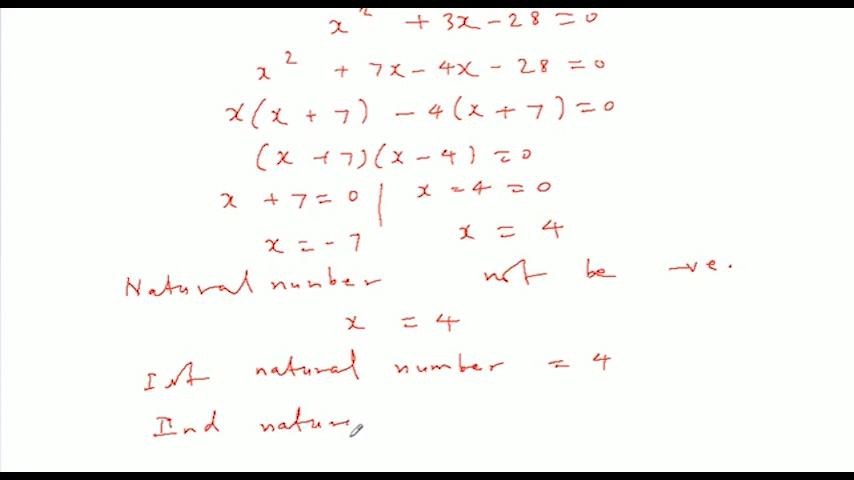 x² + 3x - 28 = 0
x² + 7x - 4x - 28 = 0
x(x + 7) - 4(x + 7) = 0
(x + 7)(x - 4) = 0
x + 7 = 0 | x - 4 = 0
x = - 7 x = 4
Natural number not be -ve.
x = 4
Ist natural number = 4
IInd natur